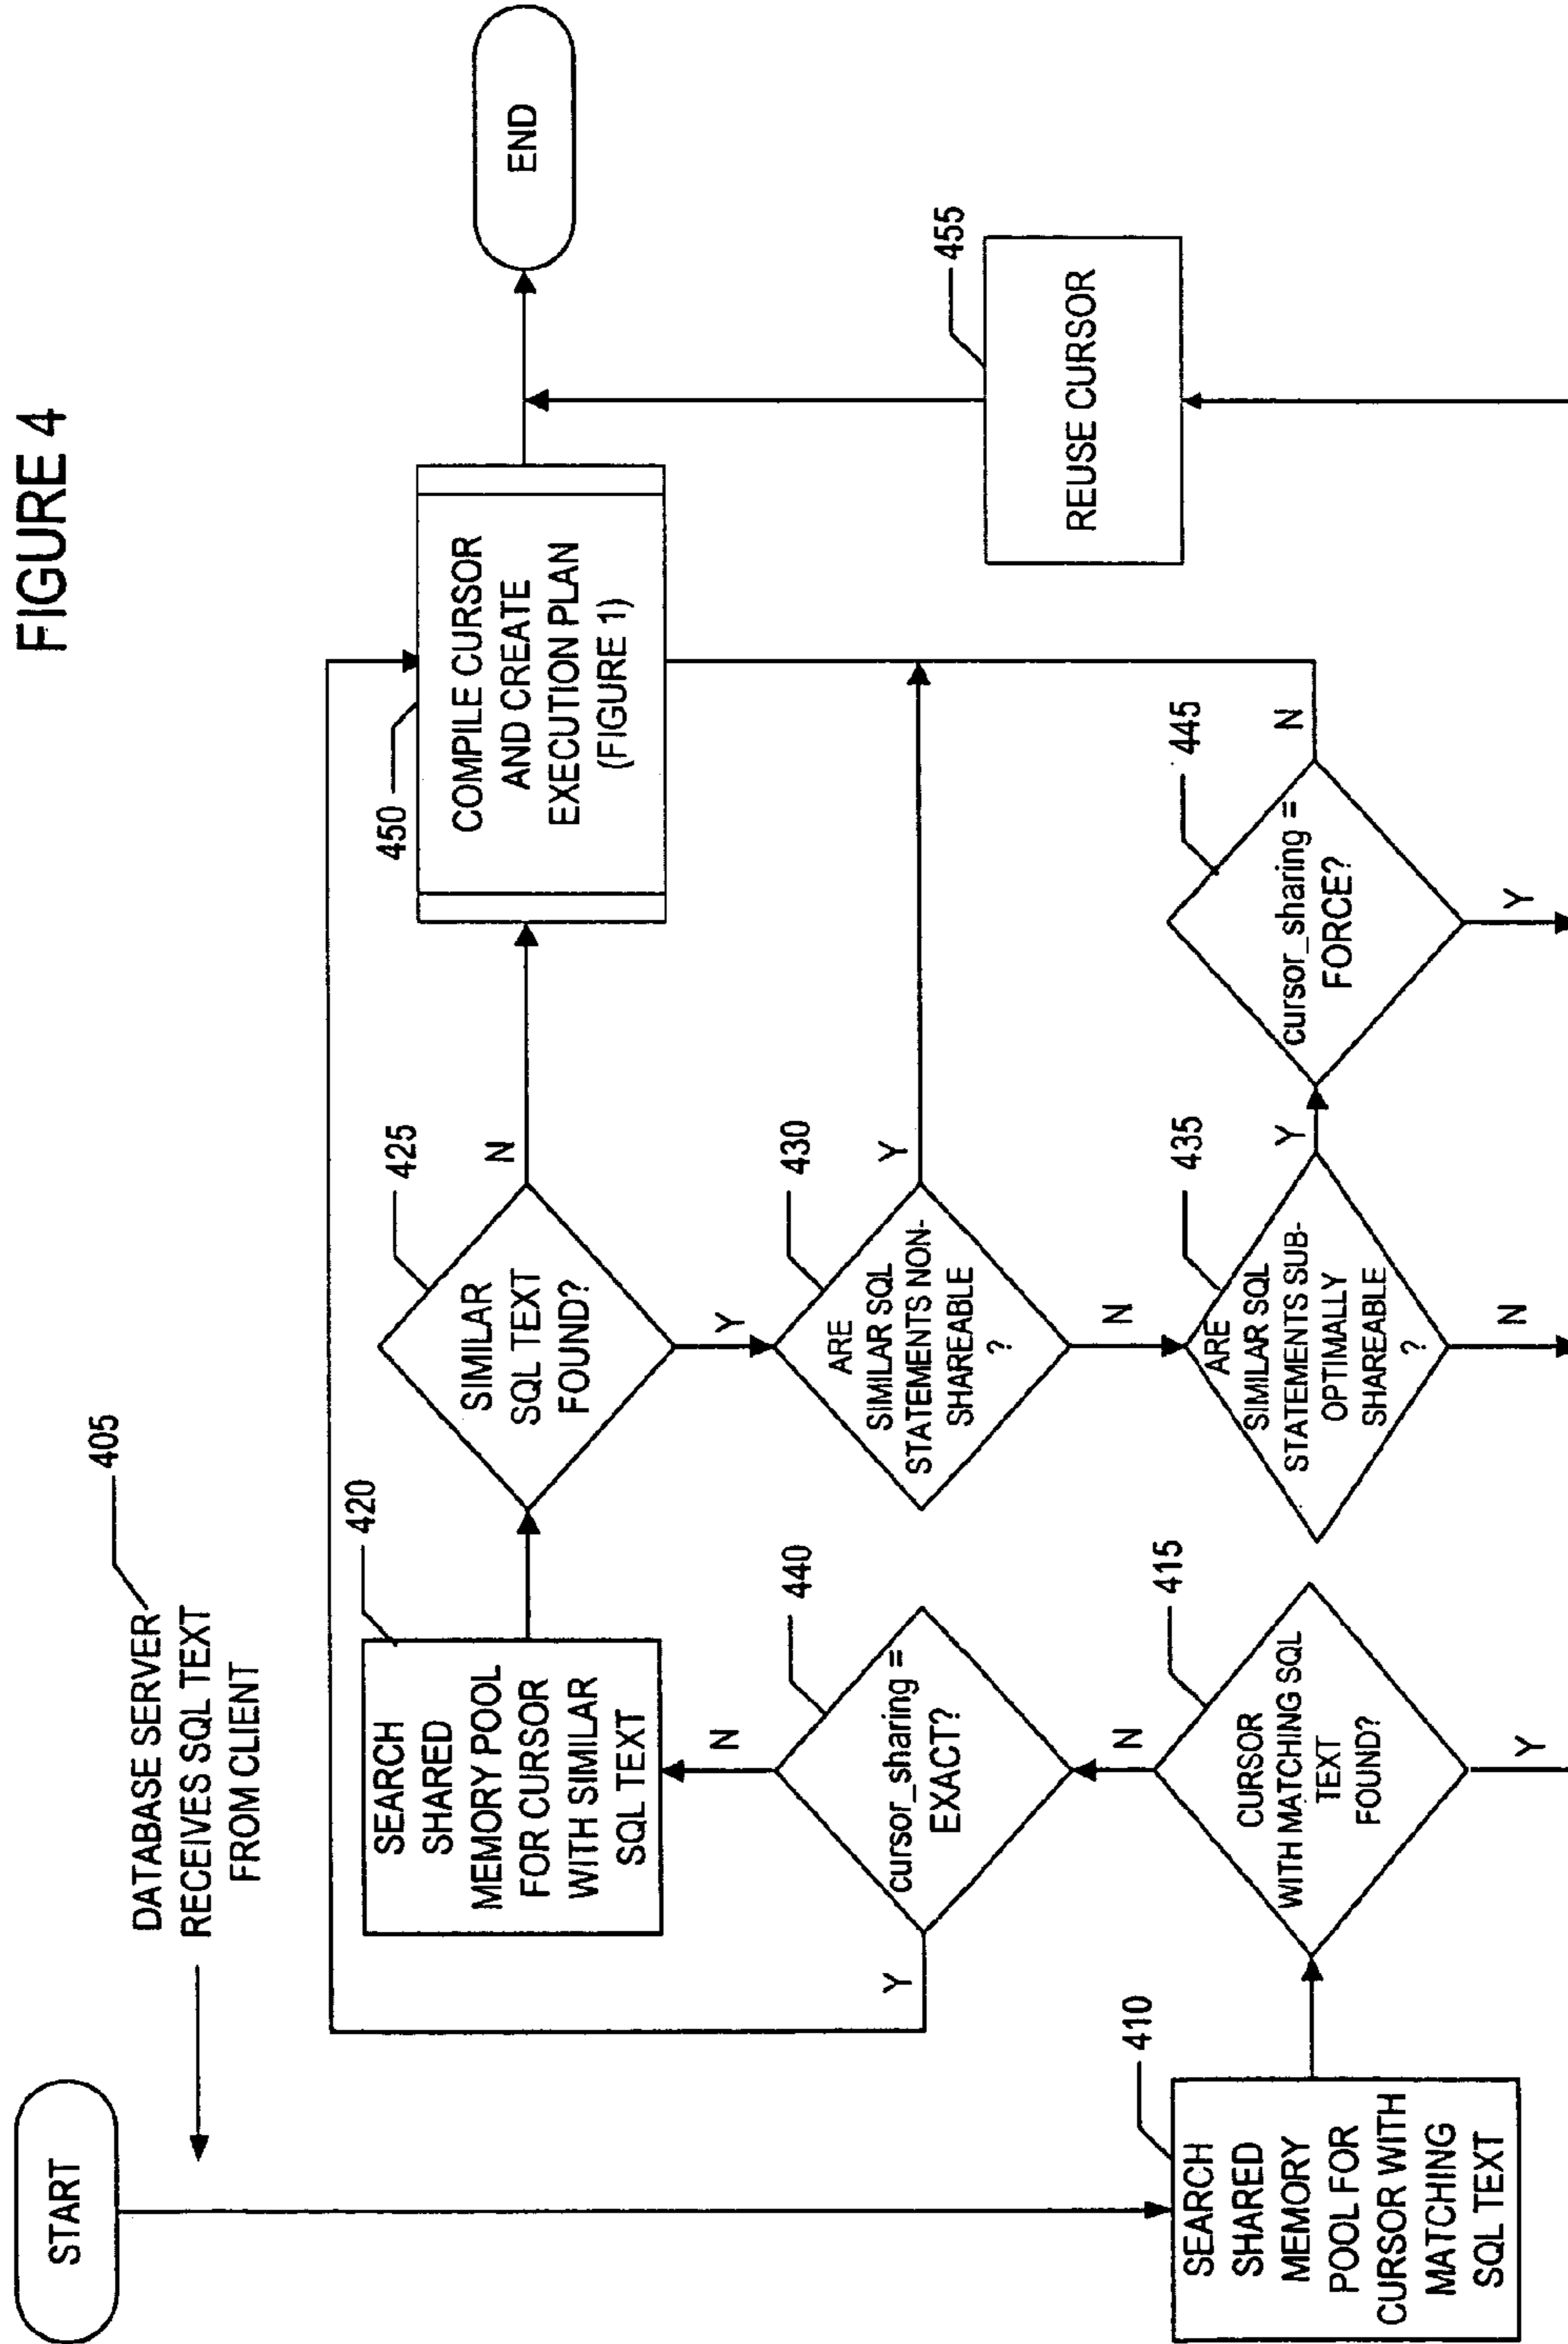 FIGURE 4
START
405
DATABASE SERVER
RECEIVES SQL TEXT
FROM CLIENT
410
SEARCH
SHARED
MEMORY
POOL FOR
CURSOR WITH
MATCHING
SQL TEXT
415
CURSOR
WITH MATCHING SQL
TEXT
FOUND?
N
Y
440
cursor_sharing =
EXACT?
N
Y
420
SEARCH
SHARED
MEMORY POOL
FOR CURSOR
WITH SIMILAR
SQL TEXT
425
SIMILAR
SQL TEXT
FOUND?
N
Y
430
ARE
SIMILAR SQL
STATEMENTS NON-
SHAREABLE
?
Y
N
435
ARE
SIMILAR SQL
STATEMENTS SUB-
OPTIMALLY
SHAREABLE
?
Y
N
445
cursor_sharing =
FORCE?
N
Y
450
COMPILE CURSOR
AND CREATE
EXECUTION PLAN
(FIGURE 1)
455
REUSE CURSOR
END